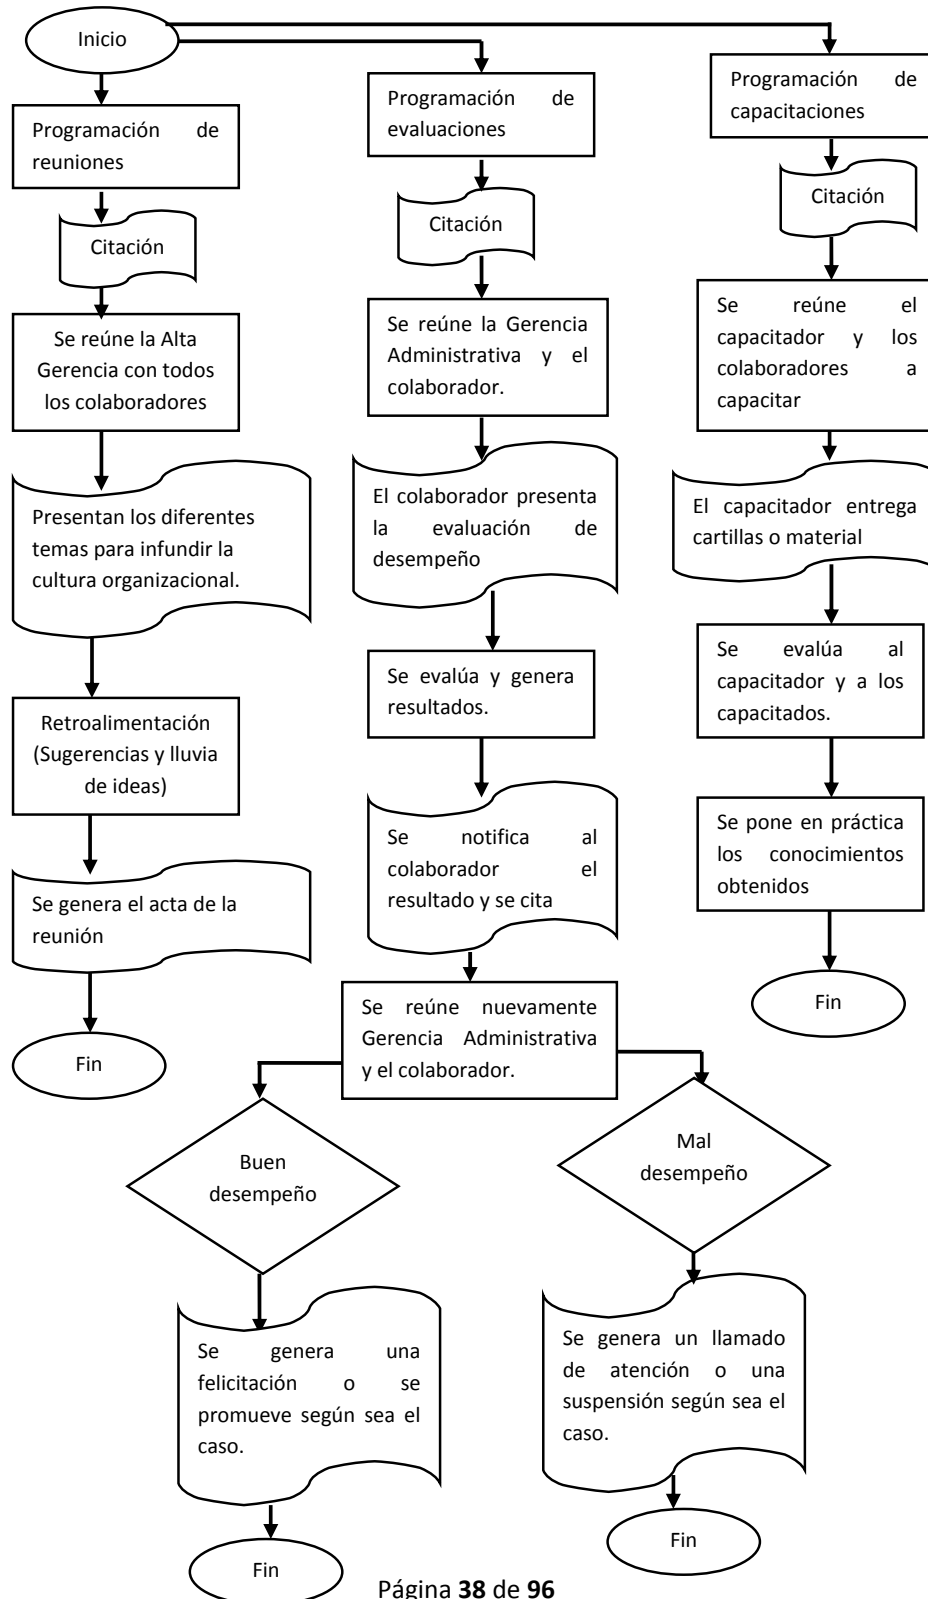 Inicio
Programación de
reuniones
Citación
Se reúne la Alta
Gerencia con todos
los colaboradores
Presentan los diferentes
temas para infundir la
cultura organizacional.
Retroalimentación
(Sugerencias y lluvia
de ideas)
Se genera el acta de la
reunión
Fin
Programación de
evaluaciones
Citación
Se reúne la Gerencia
Administrativa y el
colaborador.
El colaborador presenta
la evaluación de
desempeño
Se evalúa y genera
resultados.
Se notifica al
colaborador el
resultado y se cita
Se reúne nuevamente
Gerencia Administrativa
y el colaborador.
Buen
desempeño
Se genera una
felicitación o se
promueve según sea el
caso.
Fin
Mal
desempeño
Se genera un llamado
de atención o una
suspensión según sea el
caso.
Fin
Programación de
capacitaciones
Citación
Se reúne el
capacitador y los
colaboradores a
capacitar
El capacitador entrega
cartillas o material
Se evalúa al
capacitador y a los
capacitados.
Se pone en práctica
los conocimientos
obtenidos
Fin
Página 38 de 96